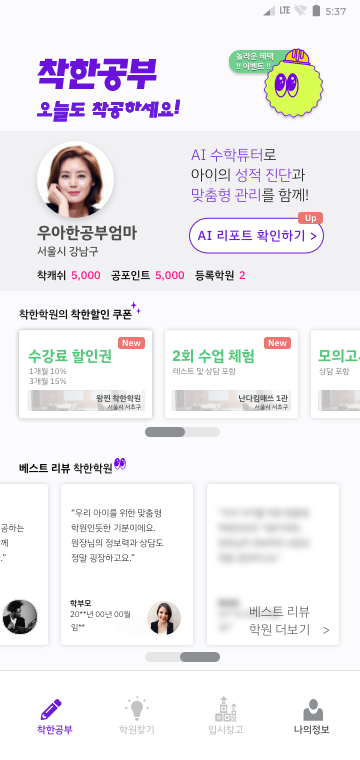 LTE 5:37
착한공부
오늘도 착공하세요!
놀라운 혜택
!! 이벤트 !!
AI 수학튜터로
아이의 성적 진단과
맞춤형 관리를 함께!
우아한공부엄마
서울시 강남구
Up
AI 리포트 확인하기 >
착캐쉬 5,000 공포인트 5,000 등록학원 2
착한학원의 착한할인 쿠폰
New
수강료 할인권
1개월 10%
3개월 15%
왕찐 착한학원
서울시 서초구
New
2회 수업 체험
테스트 및 상담 포함
난다킴매쓰 1관
서울시 서초구
모의고
상담 포함
베스트 리뷰 착한학원
공하는
께
."
"우리 아이를 위한 맞춤형
학원인듯한 기분이에요.
원장님의 정보력과 상담도
정말 굉장하고요."
학부모
20**년 00년 00월
임**
베스트 리뷰
학원 더보기 >
착한공부
학원찾기
입시창고
나의정보